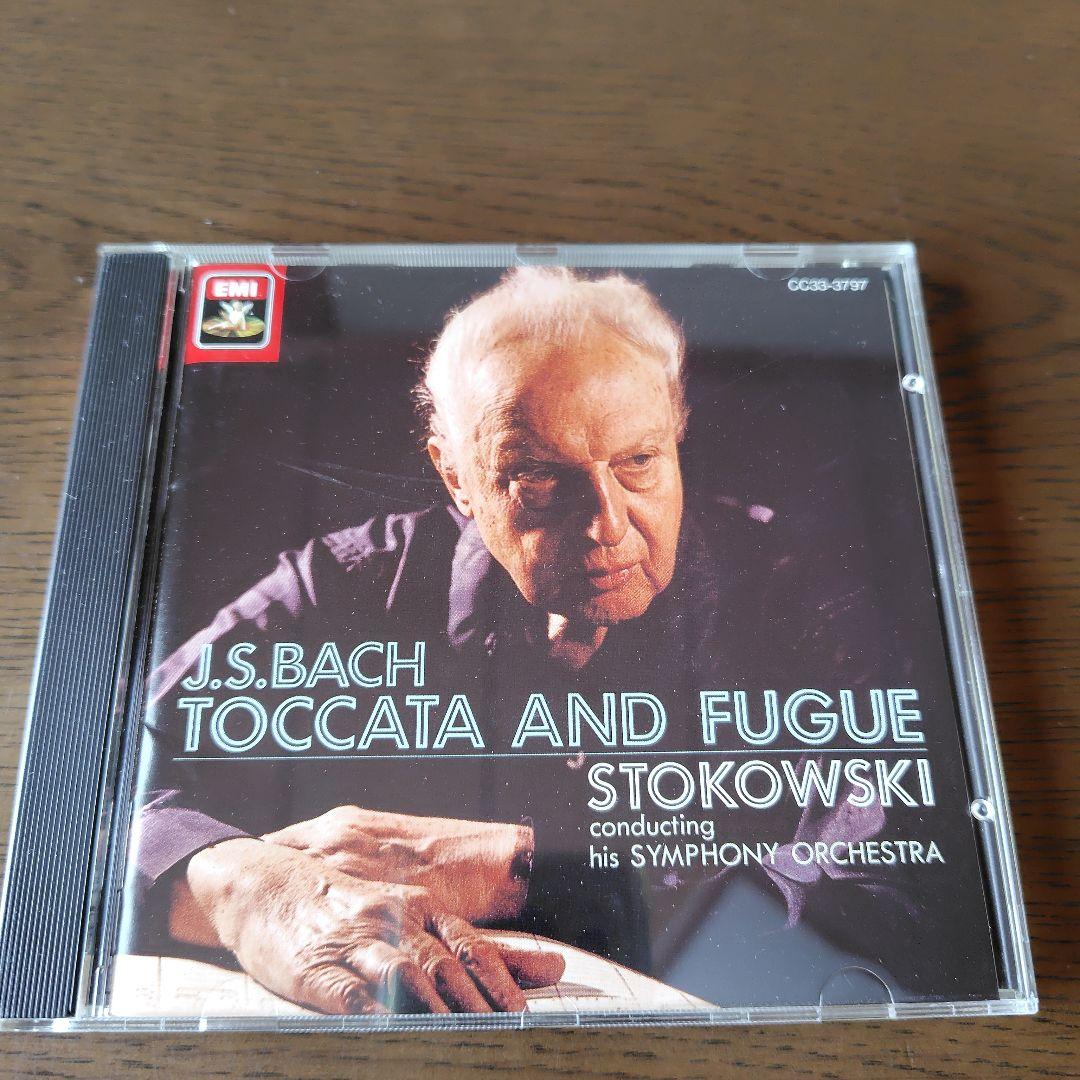 EMI
CC33-3797
J.S.BACH
TOCCATA AND FUGUE
STOKOWSKI
conducting
his SYMPHONY ORCHESTRA